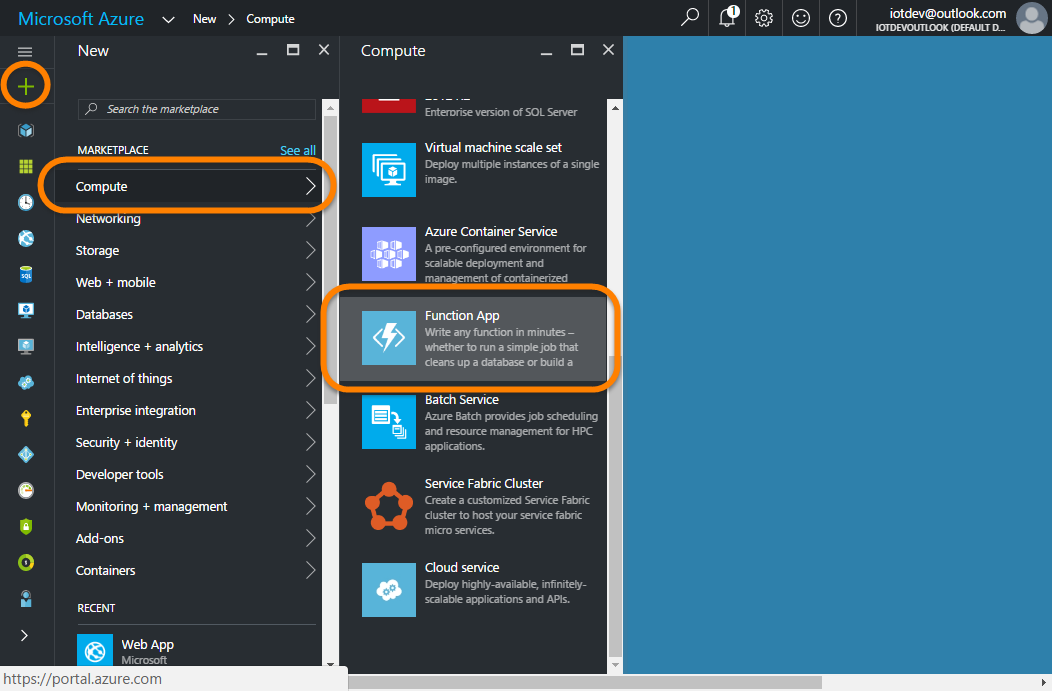 Microsoft Azure
New
Compute
1
iotdev@outlook.com
IOTDEVOUTLOOK (DEFAULT D...
New
Search the marketplace
MARKETPLACE
See all
Compute
Networking
Storage
Web + mobile
Databases
Intelligence + analytics
Internet of things
Enterprise integration
Security + identity
Developer tools
Monitoring + management
Add-ons
Containers
RECENT
Web App
Microsoft
Compute
Enterprise version of SQL Server
Virtual machine scale set
Deploy multiple instances of a single
image.
Azure Container Service
A pre-configured environment for
scalable deployment and
management of containerized
Function App
Write any function in minutes –
whether to run a simple job that
cleans up a database or build a
Batch Service
Azure Batch provides job scheduling
and resource management for HPC
applications.
Service Fabric Cluster
Create a customized Service Fabric
cluster to host your service fabric
micro services.
Cloud service
Deploy highly-available, infinitely-
scalable applications and APIs.
SQL
https://portal.azure.com